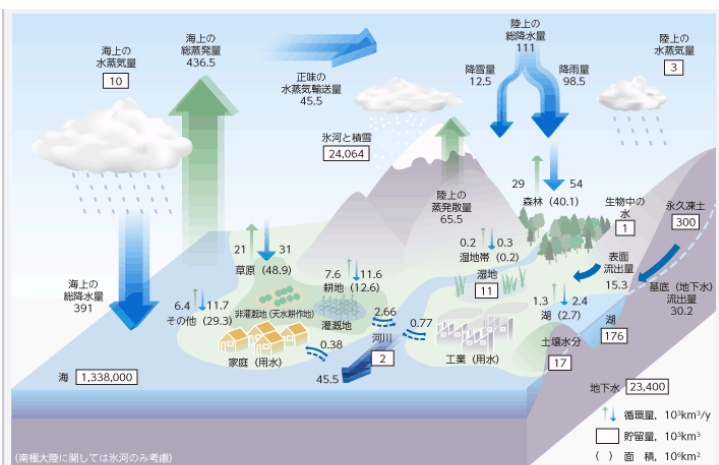 海上の
水蒸気量
10
海上の
総蒸発量
436.5
正味の
水蒸気輸送量
45.5
陸上の
総降水量
111
降雪量
12.5
降雨量
98.5
陸上の
水蒸気量
3
氷河と積雪
24,064
陸上の
蒸発散量
65.5
29
54
森林 (40.1)
生物中の
水
1
永久凍土
300
21
31
草原 (48.9)
7.6
11.6
耕地
(12.6)
0.2
0.3
湿地帯 (0.2)
湿地
11
表面
流出量
15.3
基底 (地下水)
流出量
30.2
海上の
総降水量
391
6.4
11.7
その他 (29.3)
非灌漑地 (天水耕作地)
灌漑地
2.66
0.77
河川
2
0.38
家庭 (用水)
工業 (用水)
1.3
2.4
湖 (2.7)
湖
176
土壌水分
17
45.5
海
1,338,000
地下水
23,400
循環量, 10³km³/y
貯留量, 10³km³
( ) 面 積, 10⁶km²
(南極大陸に関しては氷河のみ考慮)